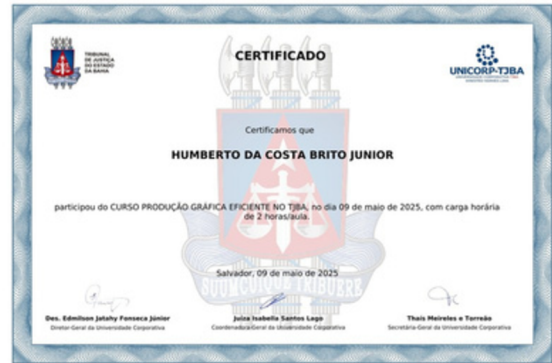 TRIBUNAL
DE JUSTIÇA
DO ESTADO
DA BAHIA
CERTIFICADO
UNICORP-TJBA
Certificamos que
HUMBERTO DA COSTA BRITO JUNIOR
participou do CURSO PRODUÇÃO GRÁFICA EFICIENTE NO TJBA, no dia 09 de maio de 2025, com carga horária
de 2 horas/aula.
Salvador, 09 de maio de 2025
SUUM CUIQUE TRIBUERE
Des. Edmilson Jatahy Fonseca Júnior
Juíza Isabella Santos Lago
Thais Meireles e Torreão
Diretor-Geral da Universidade Corporativa
Coordenadora-Geral da Universidade Corporativa
Secretária-Geral da Universidade Corporativa